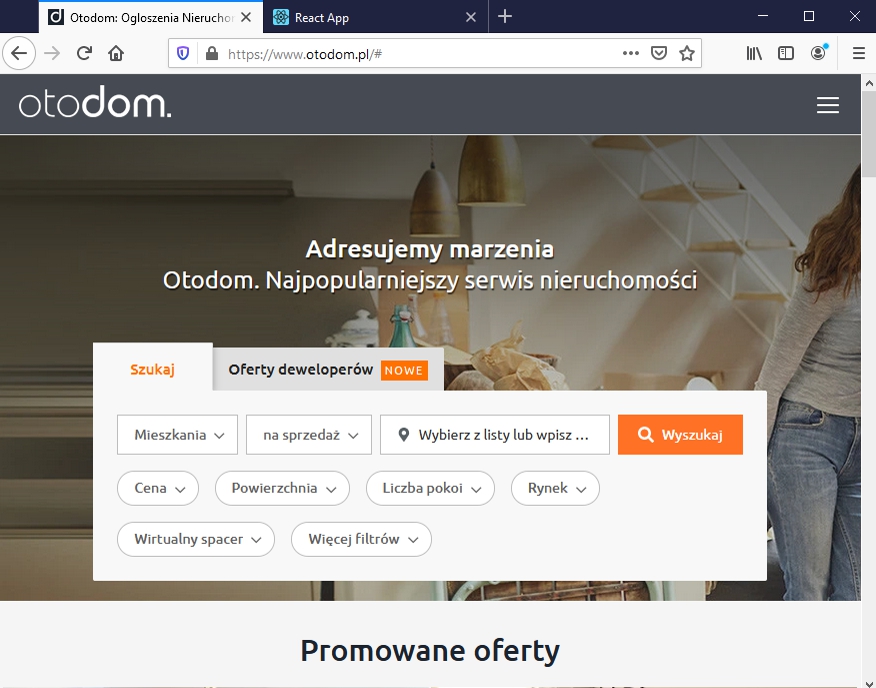 Otodom: Ogloszenia Nieruchor
React App
https://www.otodom.pl/#
otodom.
Adresujemy marzenia
Otodom. Najpopularniejszy serwis nieruchomości
Szukaj
Oferty deweloperów NOWE
Mieszkania
na sprzedaż
Wybierz z listy lub wpisz ...
Wyszukaj
Cena
Powierzchnia
Liczba pokoi
Rynek
Wirtualny spacer
Więcej filtrów
Promowane oferty